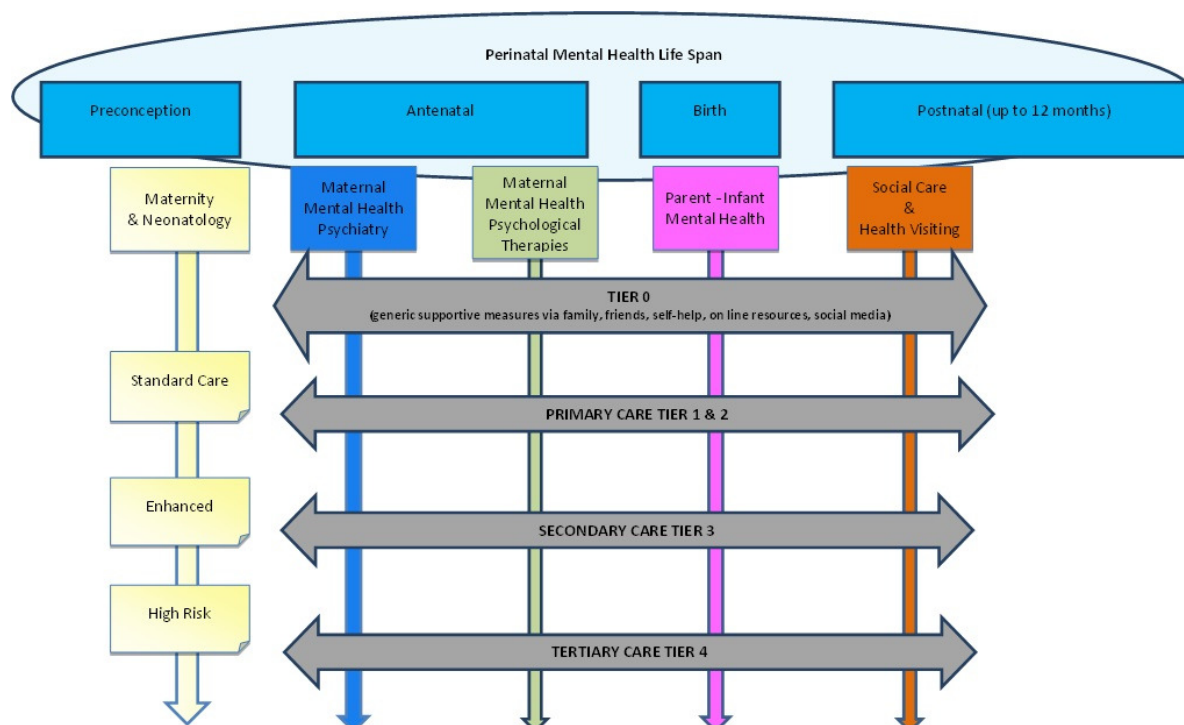 Perinatal Mental Health Life Span
Preconception
Antenatal
Birth
Postnatal (up to 12 months)
Maternity
& Neonatology
Maternal
Mental Health
Psychiatry
Maternal
Mental Health
Psychological
Therapies
Parent -Infant
Mental Health
Social Care
&
Health Visiting
TIER 0
(generic supportive measures via family, friends, self-help, on line resources, social media)
Standard Care
PRIMARY CARE TIER 1 & 2
Enhanced
SECONDARY CARE TIER 3
High Risk
TERTIARY CARE TIER 4